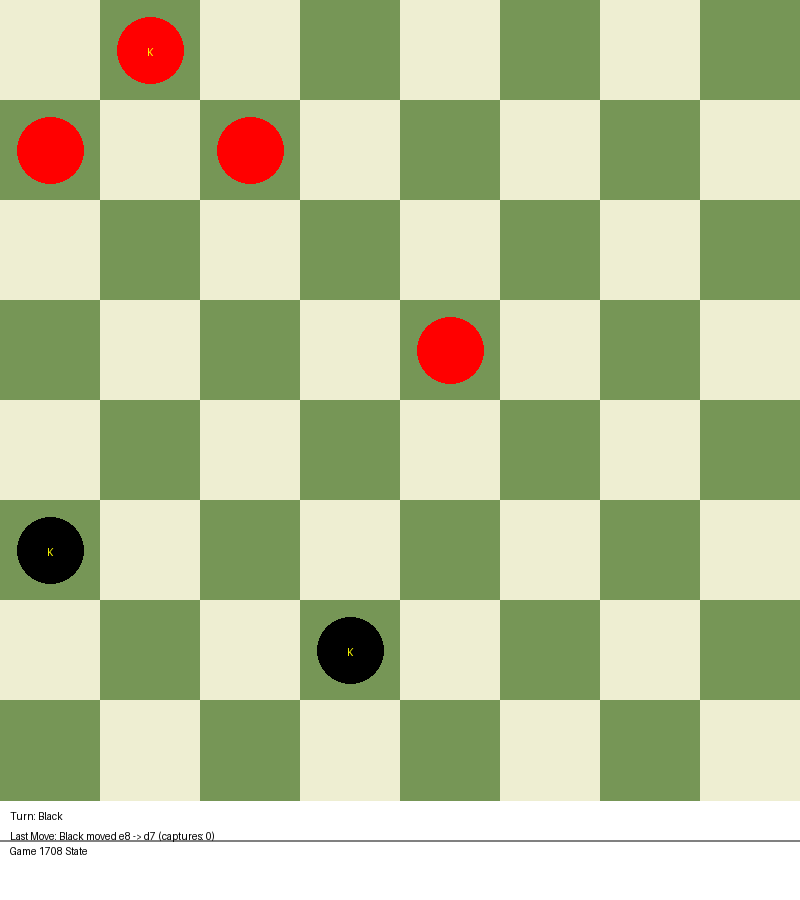 K
K
K
Turn: Black
Last Move: Black moved e8 -> d7 (captures: 0)
Game 1708 State